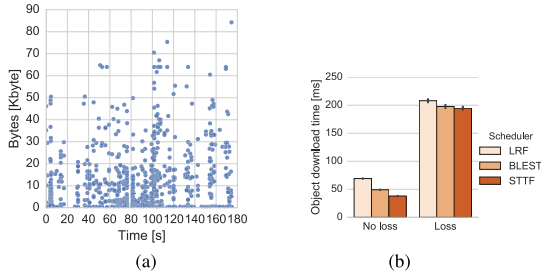 90
80
70
60
50
40
30
20
10
0
Bytes [Kbyte]
0 20 40 60 80 100 120 140 160 180
Time [s]
(a)
250
200
150
100
50
0
Object download time [ms]
No loss Loss
Scheduler
LRF
BLEST
STTF
(b)